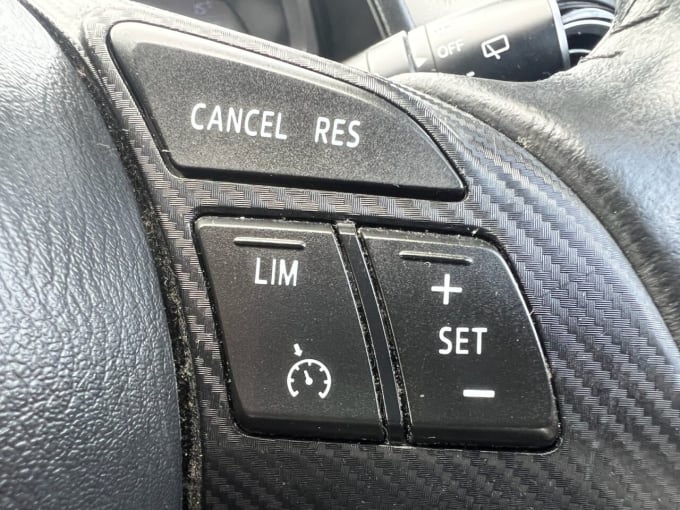 OFF
CANCEL RES
LIM
+
SET
-